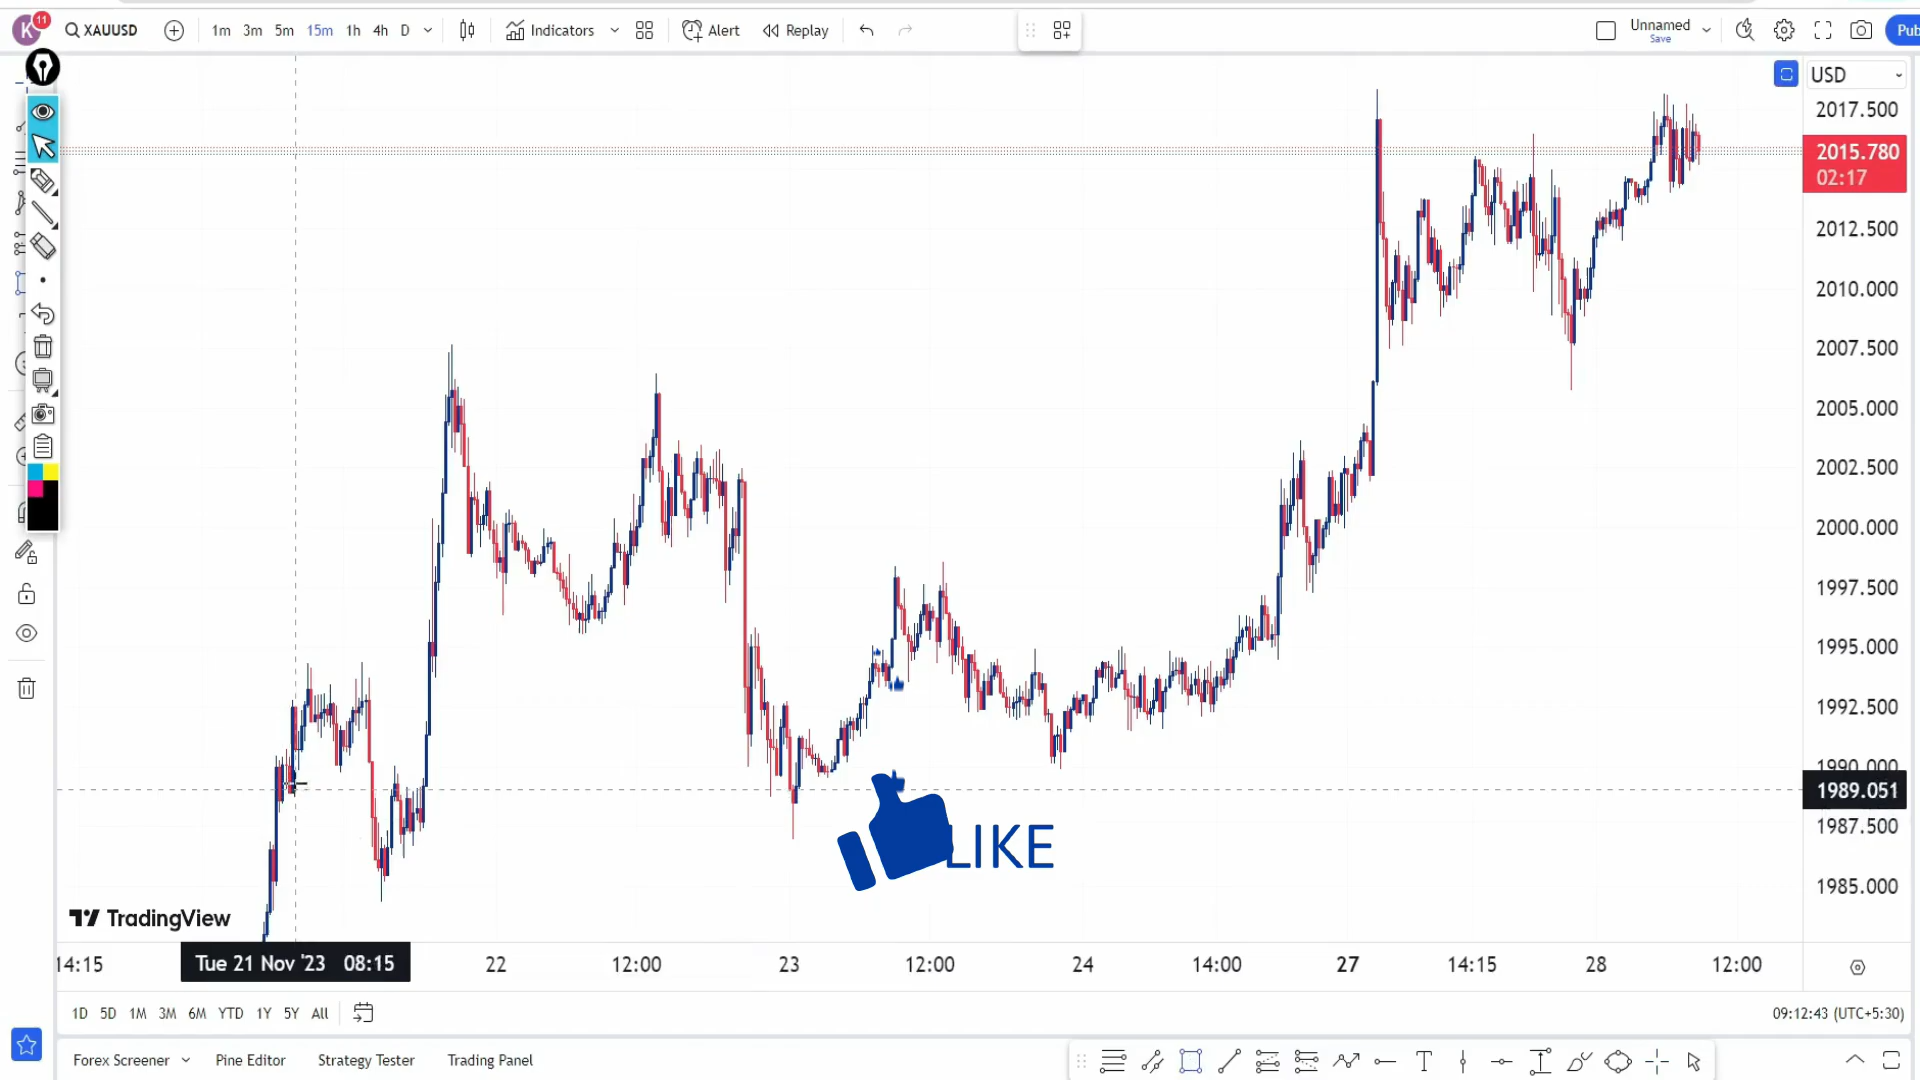 K 11 XAUUSD 1m 3m 5m 15m 1h 4h D Indicators Alert Replay Unnamed Save
USD
2017.500
2015.780
02:17
2012.500
2010.000
2007.500
2005.000
2002.500
2000.000
1997.500
1995.000
1992.500
1990.000
1989.051
1987.500
1985.000
LIKE
TradingView
14:15 Tue 21 Nov '23 08:15 22 12:00 23 12:00 24 14:00 27 14:15 28 12:00
1D 5D 1M 3M 6M YTD 1Y 5Y All 09:12:43 (UTC+5:30)
Forex Screener Pine Editor Strategy Tester Trading Panel